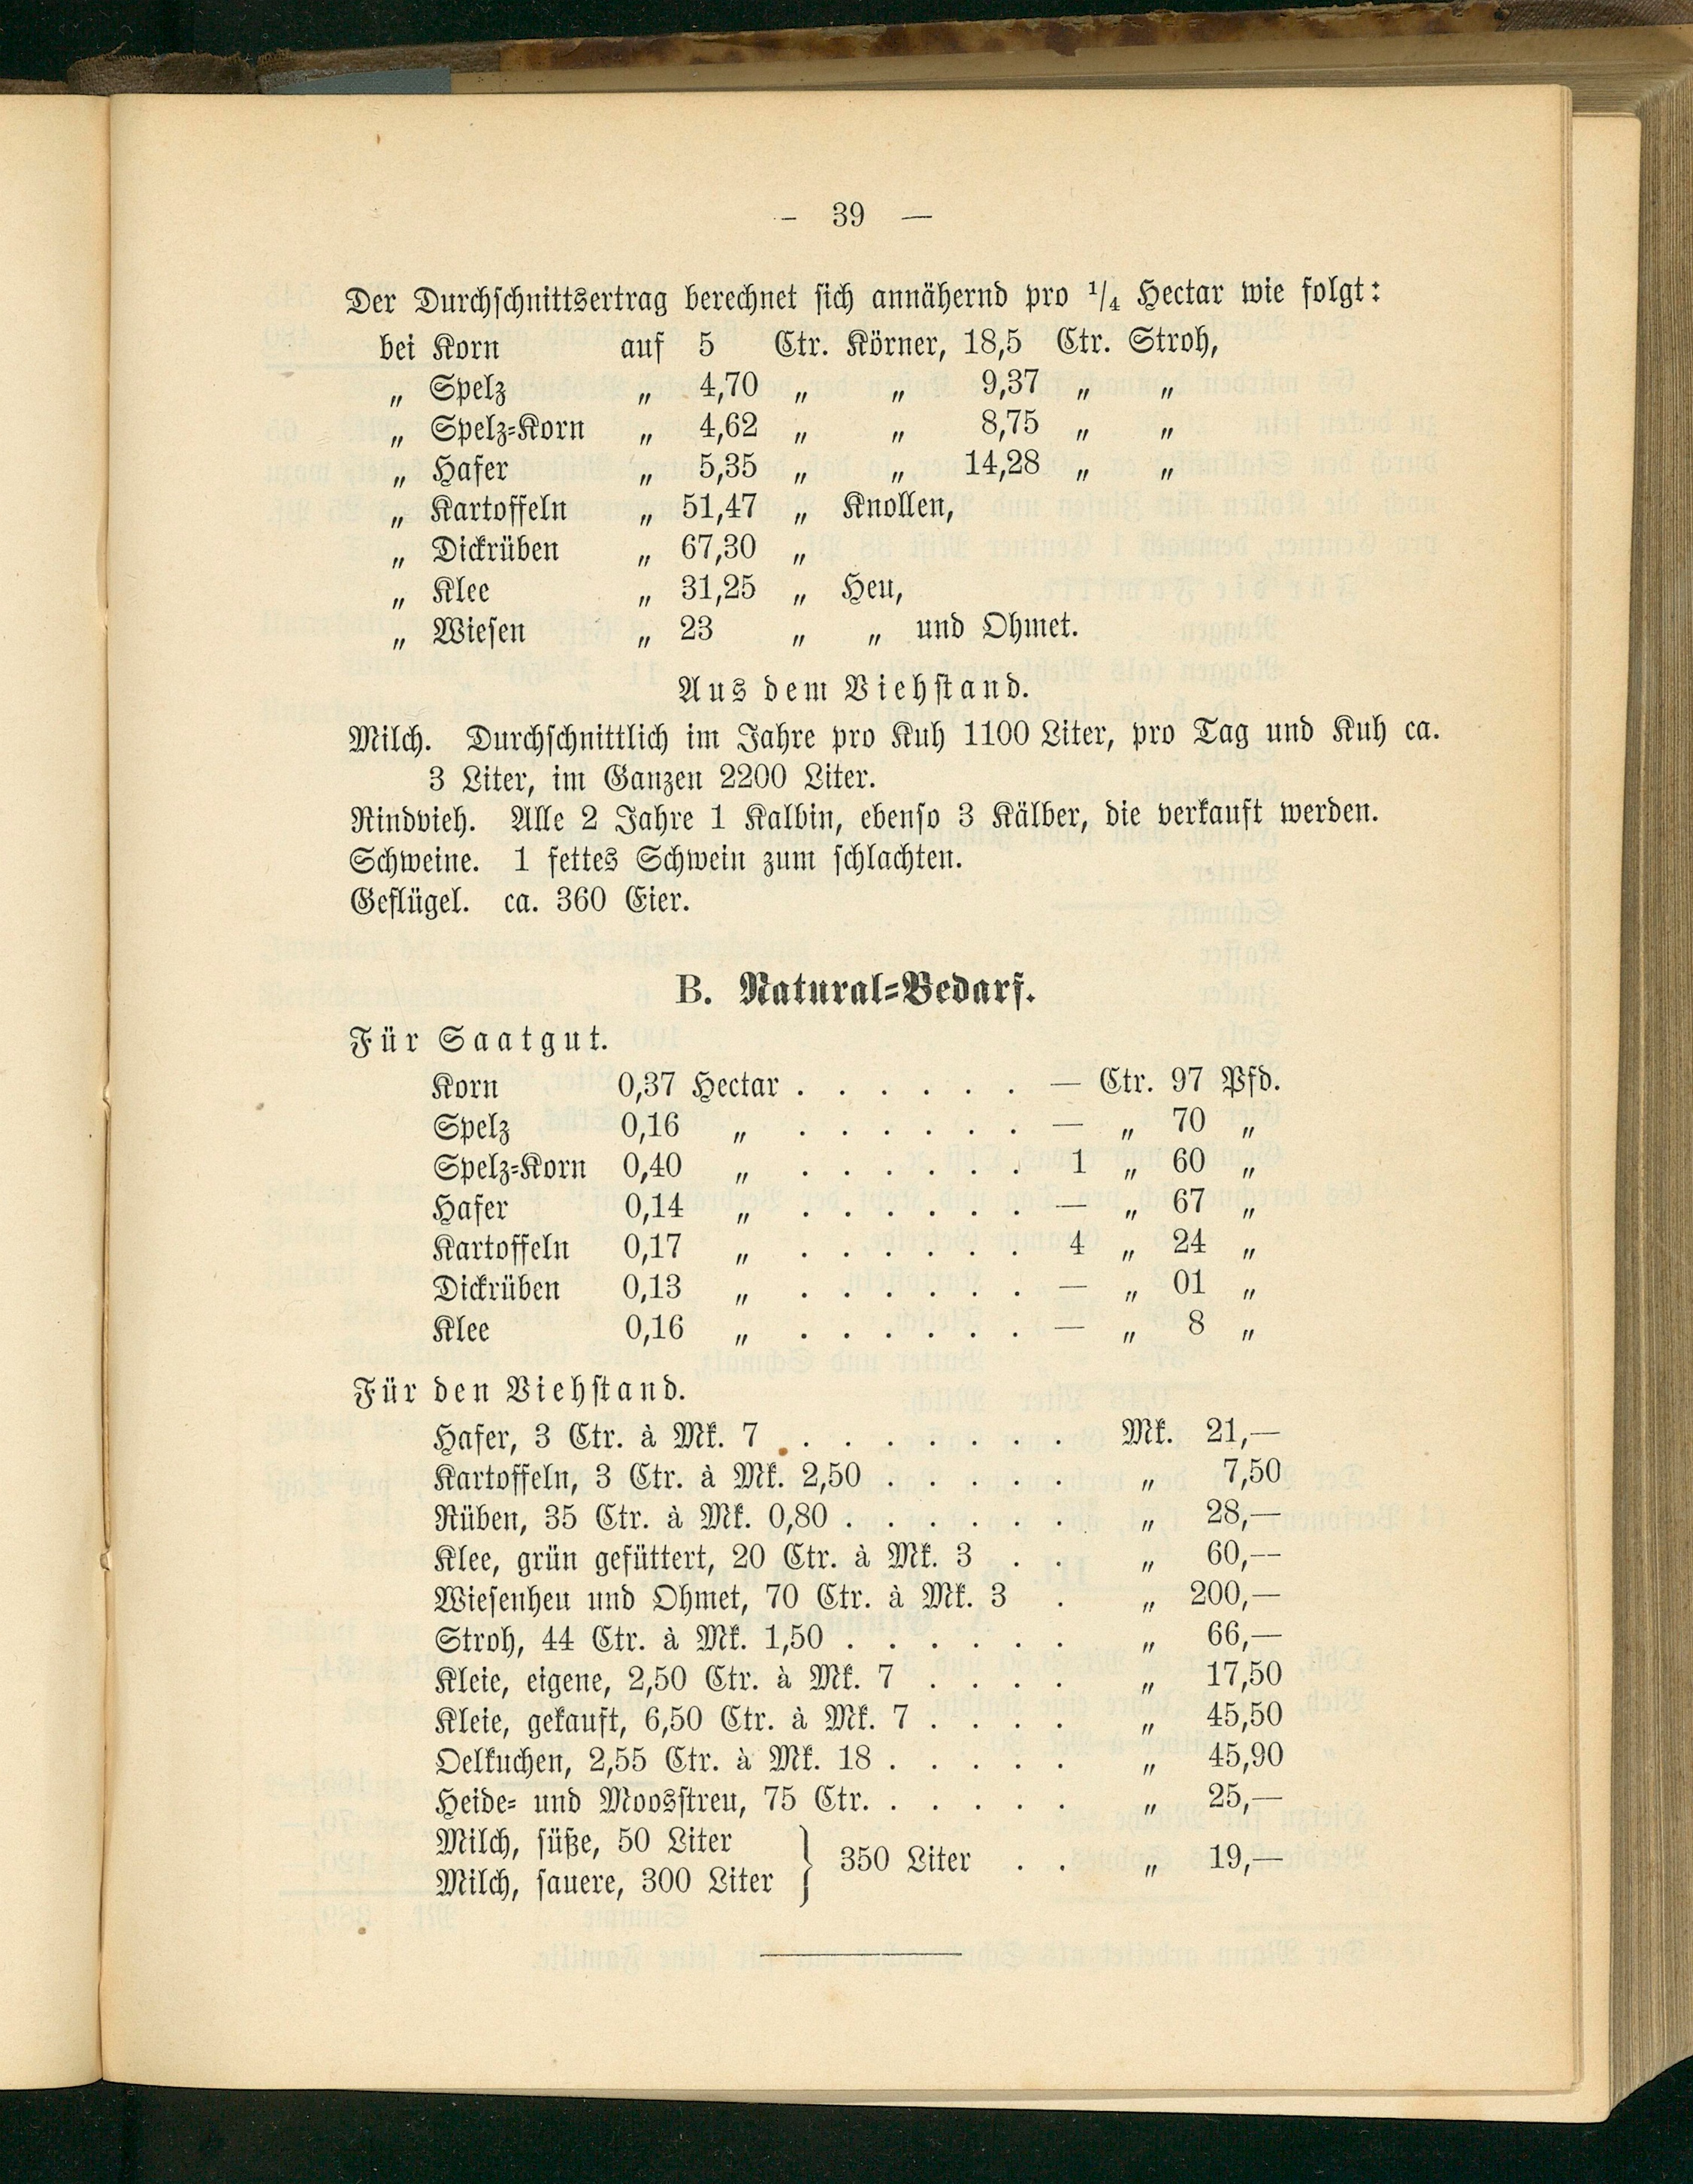 — 39 —
Der Durchschnittsertrag berechnet sich annähernd pro 1/4 Hectar wie folgt:
bei Korn auf 5 Ctr. Körner, 18,5 Ctr. Stroh,
„ Spelz „ 4,70 „ „ 9,37 „ „
„ Spelz-Korn „ 4,62 „ „ 8,75 „ „
„ Hafer „ 5,35 „ „ 14,28 „ „
„ Kartoffeln „ 51,47 „ Knollen,
„ Dickrüben „ 67,30 „
„ Klee „ 31,25 „ Heu,
„ Wiesen „ 23 „ „ und Ohmet.
Aus dem Viehstand.
Milch. Durchschnittlich im Jahre pro Kuh 1100 Liter, pro Tag und Kuh ca.
3 Liter, im Ganzen 2200 Liter.
Rindvieh. Alle 2 Jahre 1 Kalbin, ebenso 3 Kälber, die verkauft werden.
Schweine. 1 fettes Schwein zum schlachten.
Geflügel. ca. 360 Eier.
B. Natural-Bedarf.
Für Saatgut.
Korn 0,37 Hectar . . . . . . — Ctr. 97 Pfd.
Spelz 0,16 „ . . . . . . — „ 70 „
Spelz-Korn 0,40 „ . . . . . . 1 „ 60 „
Hafer 0,14 „ . . . . . . — „ 67 „
Kartoffeln 0,17 „ . . . . . . 4 „ 24 „
Dickrüben 0,13 „ . . . . . . — „ 01 „
Klee 0,16 „ . . . . . . — „ 8 „
Für den Viehstand.
Hafer, 3 Ctr. à Mk. 7 . . . . . . . . Mk. 21,—
Kartoffeln, 3 Ctr. à Mk. 2,50 . . . . . „ 7,50
Rüben, 35 Ctr. à Mk. 0,80 . . . . . . „ 28,—
Klee, grün gefüttert, 20 Ctr. à Mk. 3 . . „ 60,—
Wiesenheu und Ohmet, 70 Ctr. à Mk. 3 . „ 200,—
Stroh, 44 Ctr. à Mk. 1,50 . . . . . . „ 66,—
Kleie, eigene, 2,50 Ctr. à Mk. 7 . . . . „ 17,50
Kleie, gekauft, 6,50 Ctr. à Mk. 7 . . . . „ 45,50
Oelkuchen, 2,55 Ctr. à Mk. 18 . . . . . „ 45,90
Heide- und Moosstreu, 75 Ctr. . . . . . „ 25,—
Milch, süße, 50 Liter
Milch, sauere, 300 Liter } 350 Liter . . „ 19,—